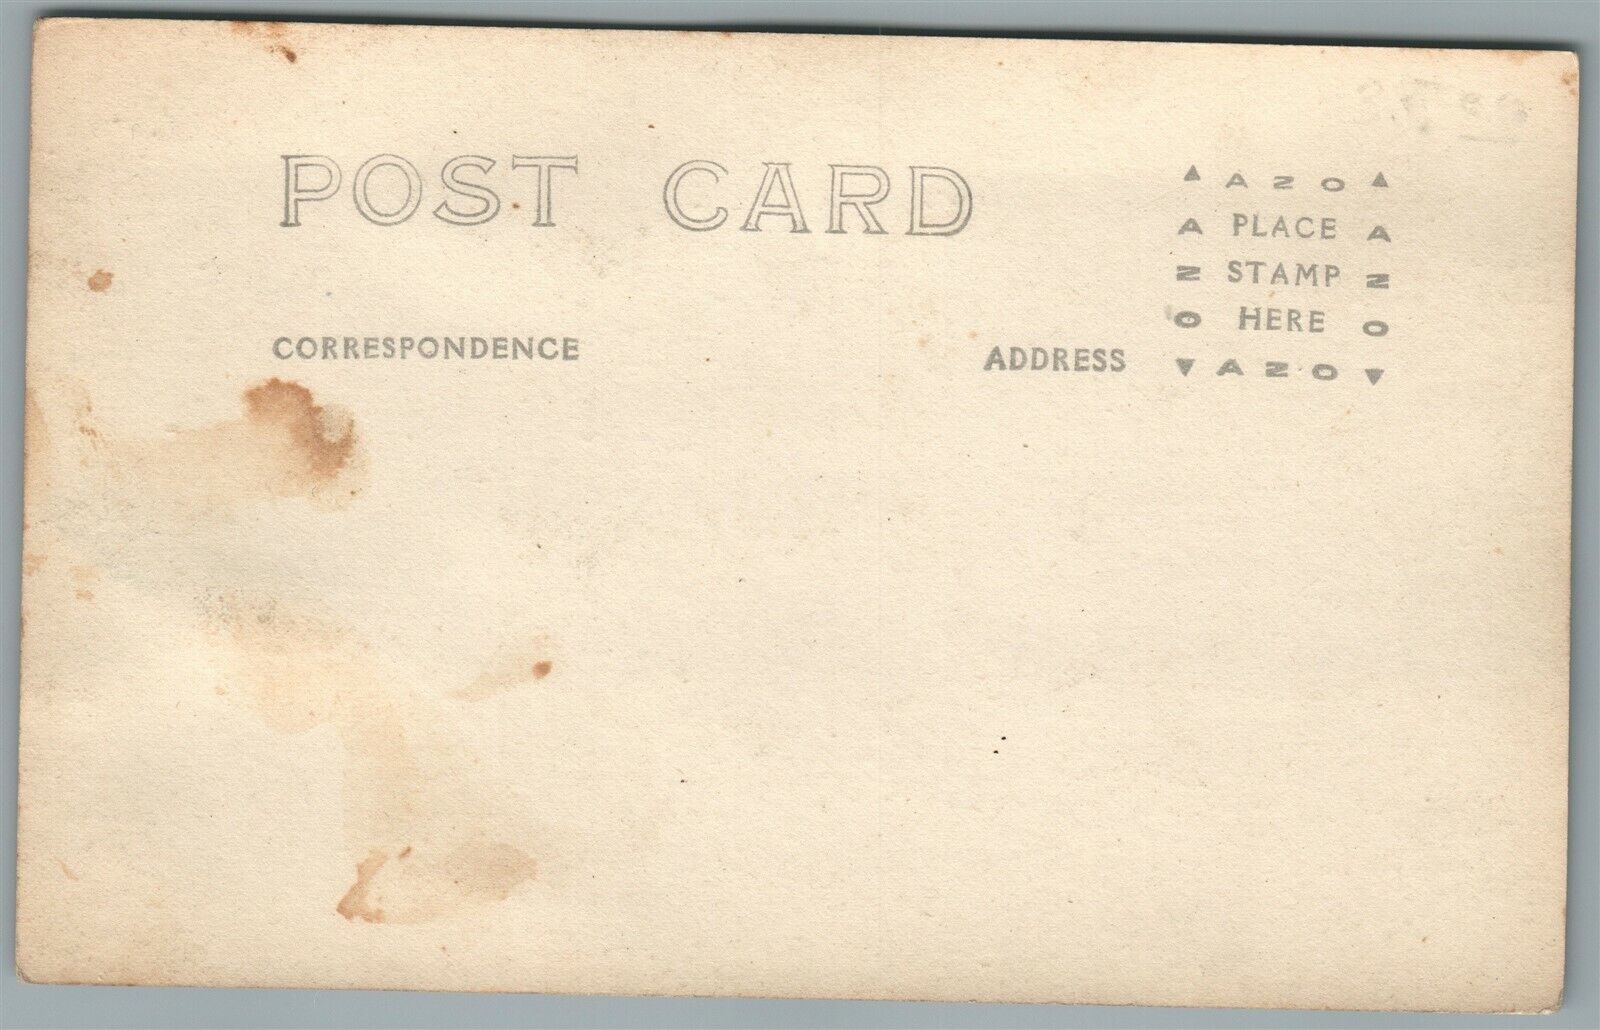 POST CARD
▲ AZO ▲
A PLACE A
Z STAMP Z
O HERE O
▼ AZO ▼
CORRESPONDENCE
ADDRESS